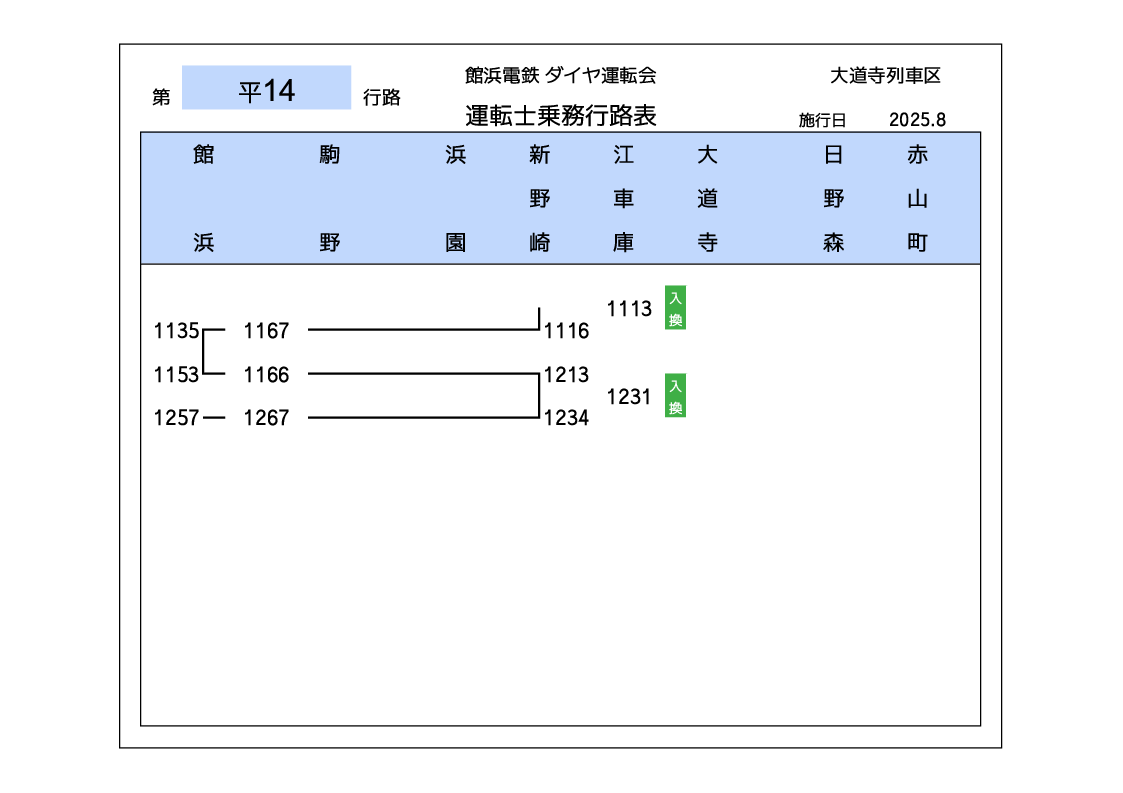 第 平14 行路
館浜電鉄 ダイヤ運転会
運転士乗務行路表
大道寺列車区
施行日 2025.8
館浜
駒野
浜園
新野崎
江車庫
大道寺
日野森
赤山町
1113 入換
1135 1167 1116
1153 1166 1213
1231 入換
1257 1267 1234